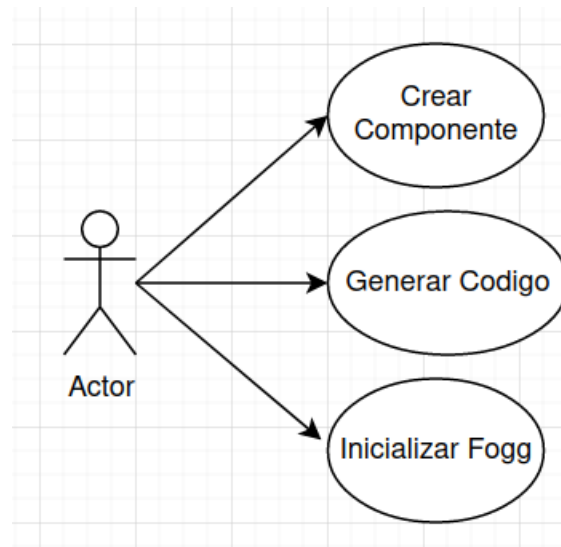 Crear
Componente
Generar Codigo
Actor
Inicializar Fogg